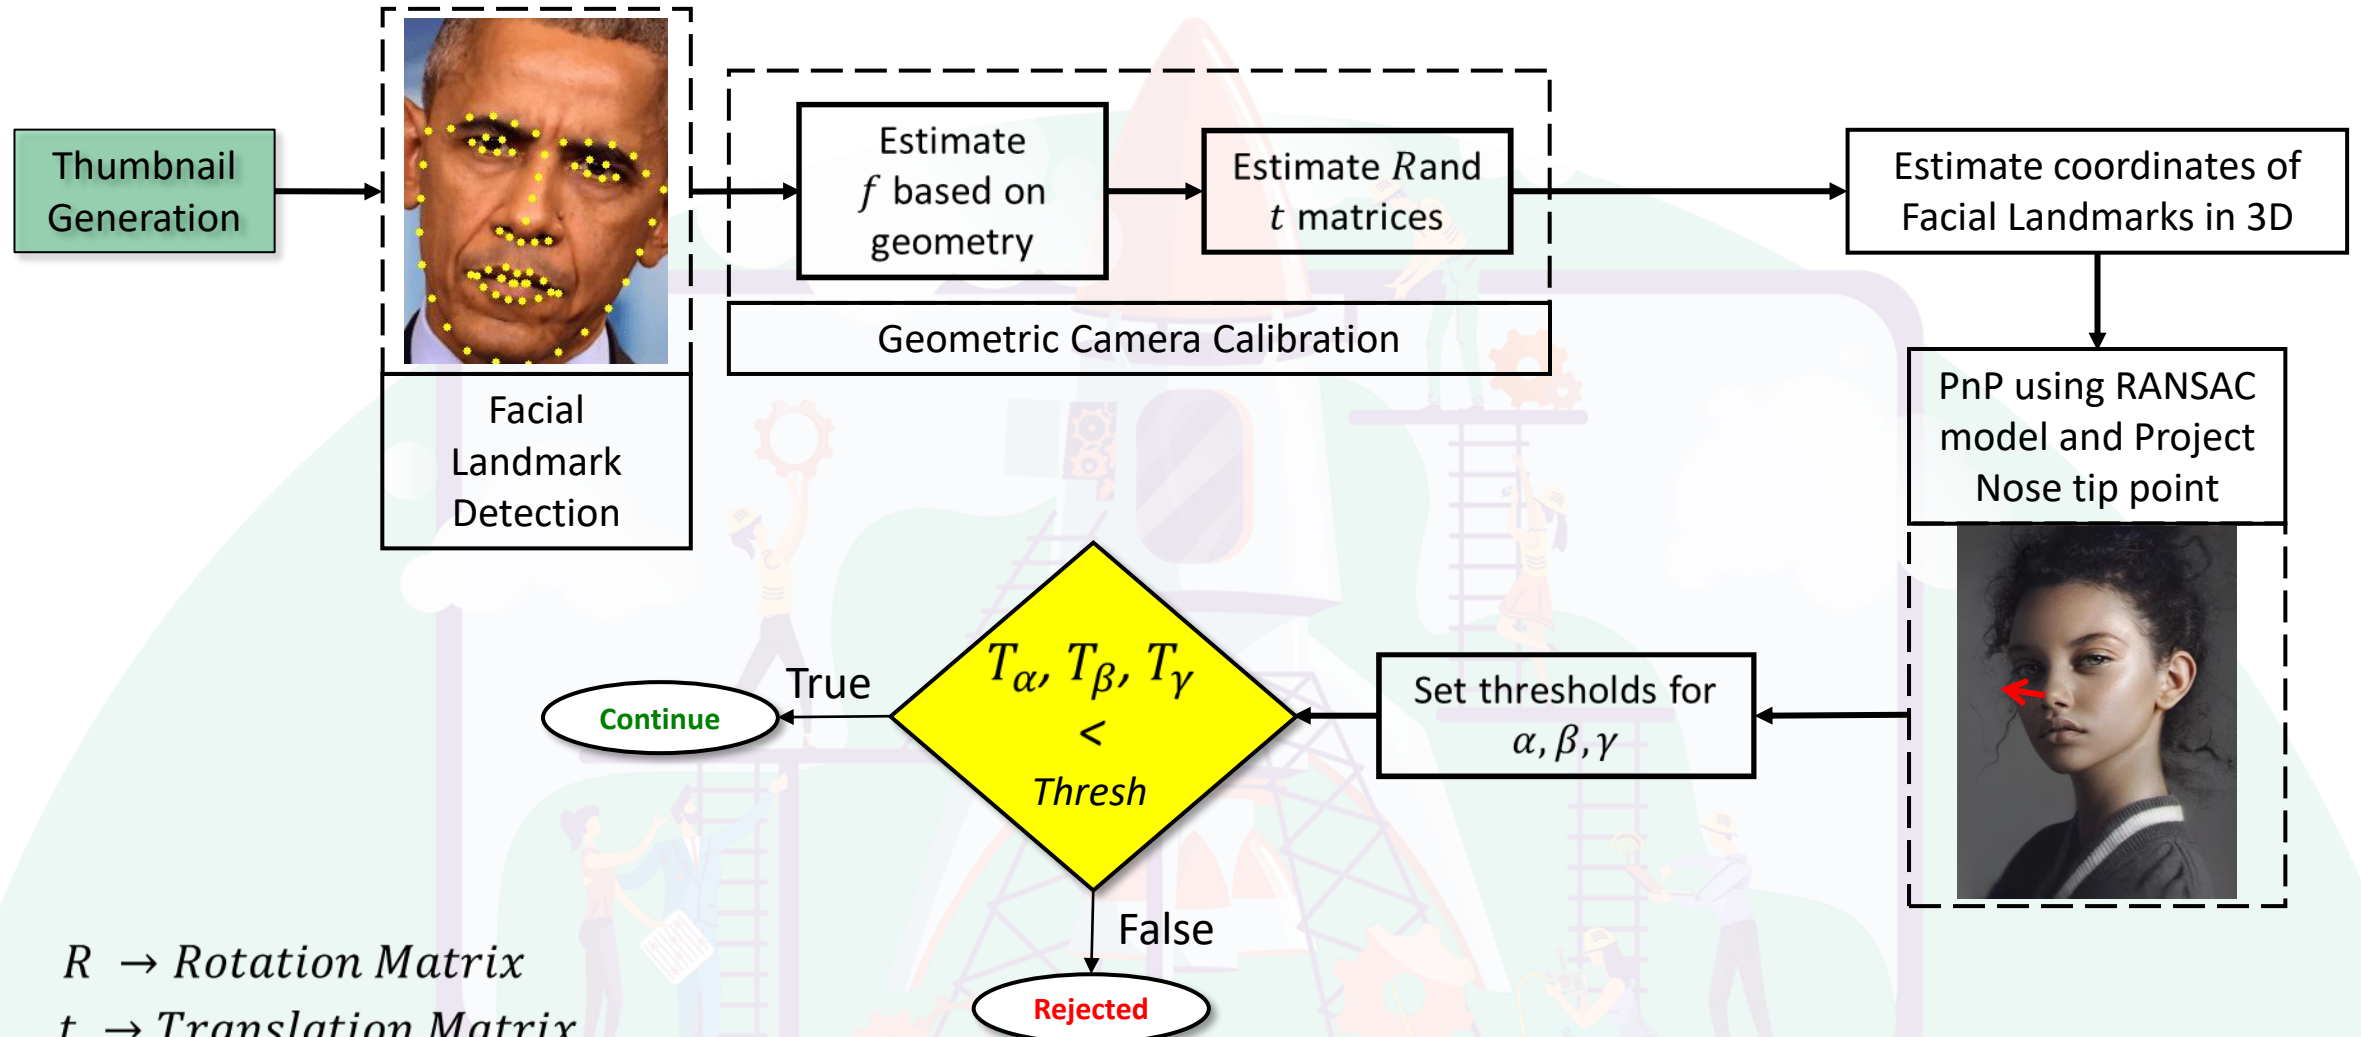 Thumbnail
Generation
Facial
Landmark
Detection
Estimate
f based on
geometry
Estimate Rand
t matrices
Geometric Camera Calibration
Estimate coordinates of
Facial Landmarks in 3D
PnP using RANSAC
model and Project
Nose tip point
Set thresholds for
α, β, γ
Tα, Tβ, Tγ
<
Thresh
True
Continue
False
Rejected
R → Rotation Matrix
t → Translation Matrix